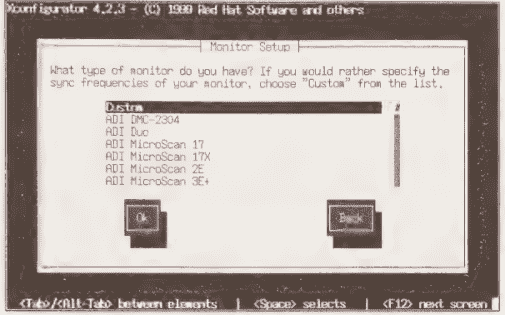 Xconfigurator 4.2.3 - (C) 1999 Red Hat Software and others
Monitor Setup
What type of monitor do you have? If you would rather specify the
sync frequencies of your monitor, choose "Custom" from the list.
Custom
ADI DMC-2304
ADI Duo
ADI MicroScan 17
ADI MicroScan 17X
ADI MicroScan 2E
ADI MicroScan 3E+
Ok Back
<Tab>/<Alt-Tab> between elements | <Space> selects | <F12> next screen